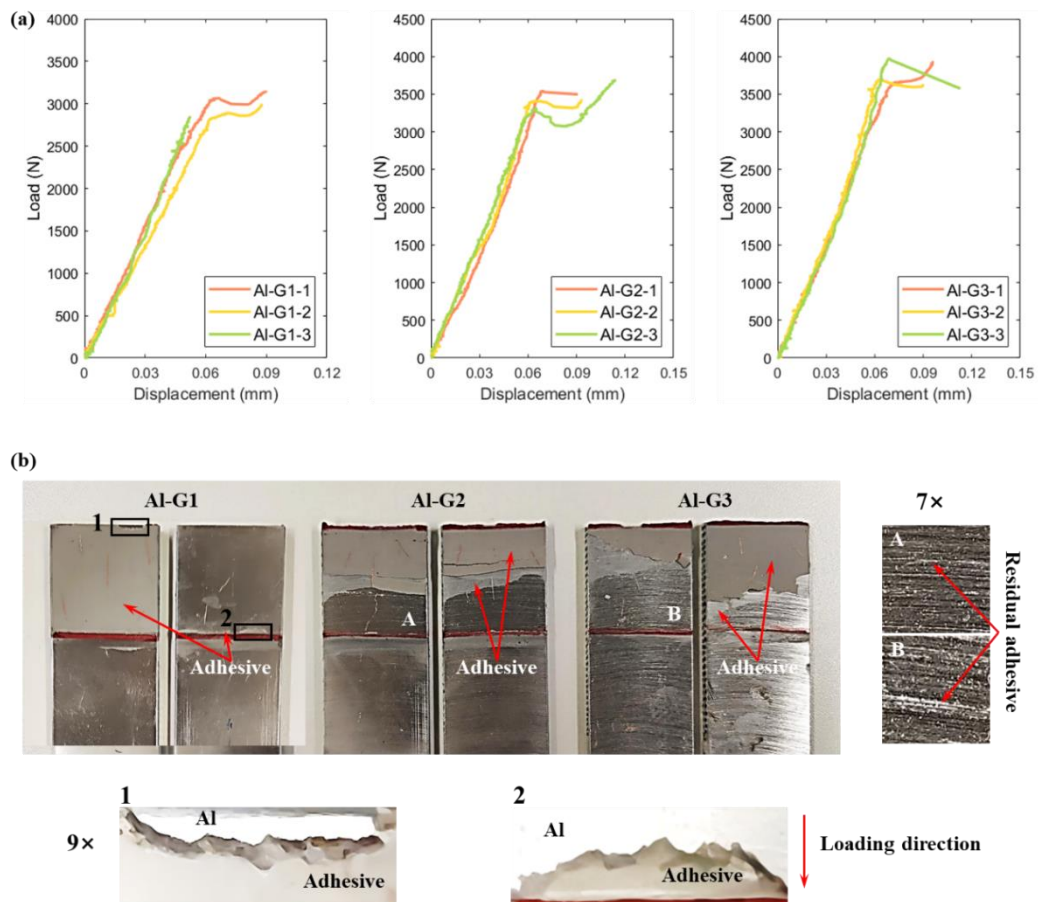 (a)
4000
3500
3000
2500
2000
1500
1000
500
0
Load (N)
0
0.03
0.06
0.09
0.12
Displacement (mm)
Al-G1-1
Al-G1-2
Al-G1-3
4500
4000
3500
3000
2500
2000
1500
1000
500
0
Load (N)
0
0.03
0.06
0.09
0.12
0.15
Displacement (mm)
Al-G2-1
Al-G2-2
Al-G2-3
4500
4000
3500
3000
2500
2000
1500
1000
500
0
Load (N)
0
0.03
0.06
0.09
0.12
0.15
Displacement (mm)
Al-G3-1
Al-G3-2
Al-G3-3
(b)
Al-G1
Al-G2
Al-G3
7×
1
2
A
B
Adhesive
Adhesive
Adhesive
A
B
Residual adhesive
1
9×
Al
Adhesive
2
Al
Adhesive
Loading direction